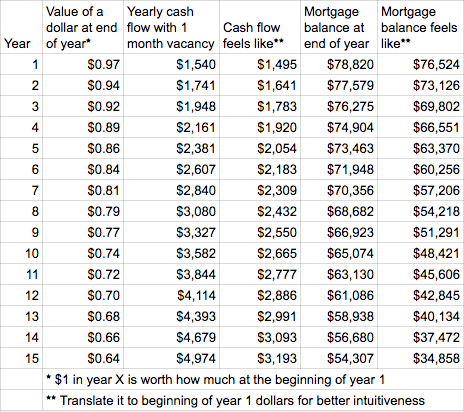 Year Value of a dollar at end of year* Yearly cash flow with 1 month vacancy Cash flow feels like** Mortgage balance at end of year Mortgage balance feels like**
1 $0.97 $1,540 $1,495 $78,820 $76,524
2 $0.94 $1,741 $1,641 $77,579 $73,126
3 $0.92 $1,948 $1,783 $76,275 $69,802
4 $0.89 $2,161 $1,920 $74,904 $66,551
5 $0.86 $2,381 $2,054 $73,463 $63,370
6 $0.84 $2,607 $2,183 $71,948 $60,256
7 $0.81 $2,840 $2,309 $70,356 $57,206
8 $0.79 $3,080 $2,432 $68,682 $54,218
9 $0.77 $3,327 $2,550 $66,923 $51,291
10 $0.74 $3,582 $2,665 $65,074 $48,421
11 $0.72 $3,844 $2,777 $63,130 $45,606
12 $0.70 $4,114 $2,886 $61,086 $42,845
13 $0.68 $4,393 $2,991 $58,938 $40,134
14 $0.66 $4,679 $3,093 $56,680 $37,472
15 $0.64 $4,974 $3,193 $54,307 $34,858
* $1 in year X is worth how much at the beginning of year 1
** Translate it to beginning of year 1 dollars for better intuitiveness